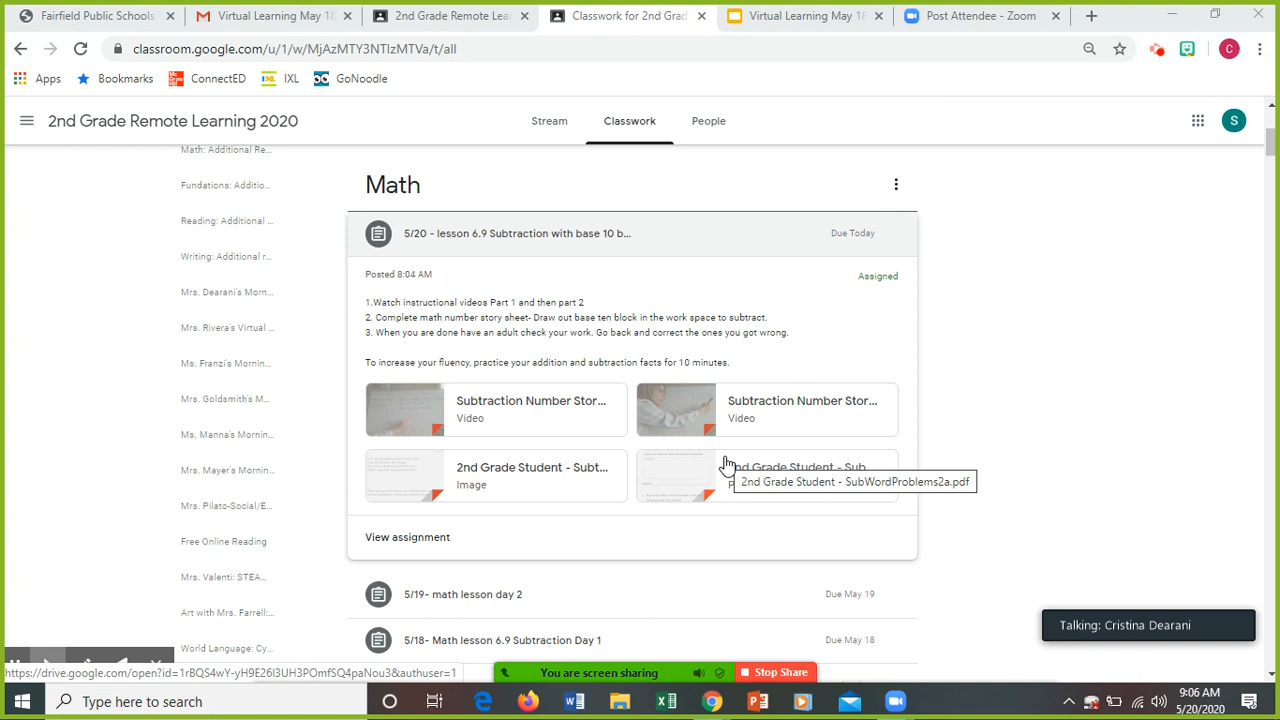 Fairfield Public Schools
Virtual Learning May 18
2nd Grade Remote Len
Classwork for 2nd Grad
Virtual Learning May 18
Post Attendee - Zoom
classroom.google.com/u/1/w/MjAzMTY3NTIzMTVa/t/all
Apps
Bookmarks
ConnectED
IXL
GoNoodle
C
2nd Grade Remote Learning 2020
Stream
Classwork
People
S
Math: Additional Re...
Fundations: Additio...
Reading: Additional ...
Writing: Additional r...
Mrs. Dearani's Morn...
Mrs. Rivera's Virtual ...
Ms. Franzi's Mornin...
Mrs. Goldsmith's M...
Ms. Manna's Mornin...
Mrs. Mayer's Mornin...
Mrs. Pilato-Social/E...
Free Online Reading
Mrs. Valenti: STEA...
Art with Mrs. Farrell:...
World Language: Cy...
Math
5/20 - lesson 6.9 Subtraction with base 10 b...
Due Today
Posted 8:04 AM
Assigned
1.Watch instructional videos Part 1 and then part 2
2. Complete math number story sheet- Draw out base ten block in the work space to subtract.
3. When you are done have an adult check your work. Go back and correct the ones you got wrong.
To increase your fluency, practice your addition and subtraction facts for 10 minutes.
Subtraction Number Stor...
Video
Subtraction Number Stor...
Video
2nd Grade Student - Subt...
Image
2nd Grade Student - Sub...
2nd Grade Student - SubWordProblems2a.pdf
View assignment
5/19- math lesson day 2
Due May 19
5/18- Math lesson 6.9 Subtraction Day 1
Due May 18
Talking: Cristina Dearani
https://drive.google.com/open?id=1rBQS4wY-yH9E26I3UH3POmfSQ4paNou3&authuser=1
You are screen sharing
Stop Share
Type here to search
9:06 AM
5/20/2020